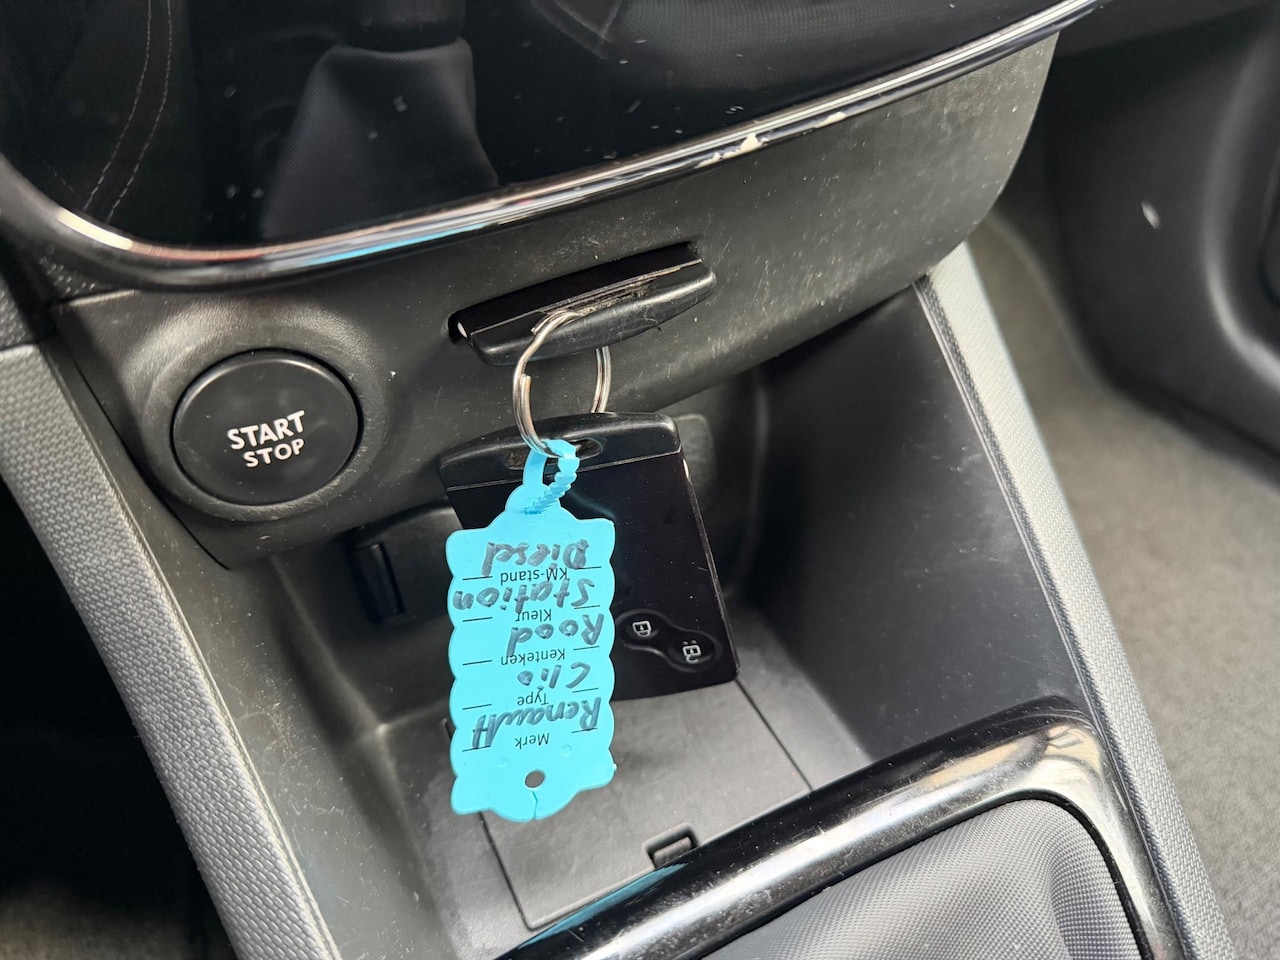 START
STOP
Merk
Renault
Type
Clio
Kenteken
Rood
Kleur
Station
KM-stand
Diesel